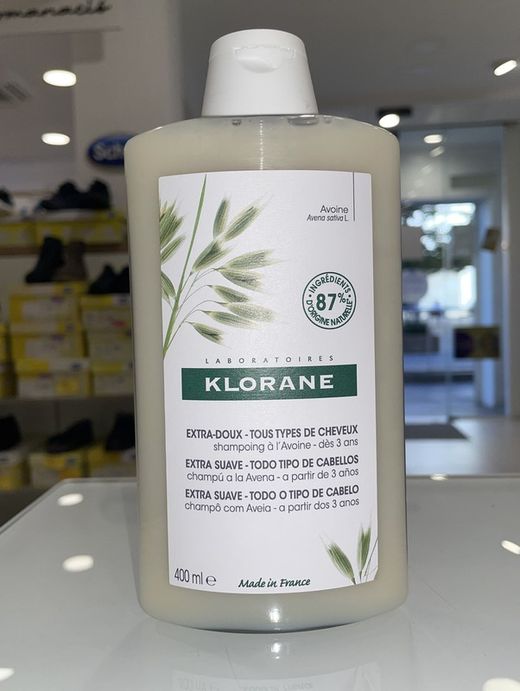 Avoine
Avena sativa L.
INGRÉDIENTS
87%
D'ORIGINE NATURELLE
LABORATOIRES
KLORANE
EXTRA-DOUX - TOUS TYPES DE CHEVEUX
shampoing à l'Avoine - dès 3 ans
EXTRA SUAVE - TODO TIPO DE CABELLOS
champú a la Avena - a partir de 3 años
EXTRA SUAVE - TODO O TIPO DE CABELO
champô com Aveia - a partir dos 3 anos
400 ml e
Made in France